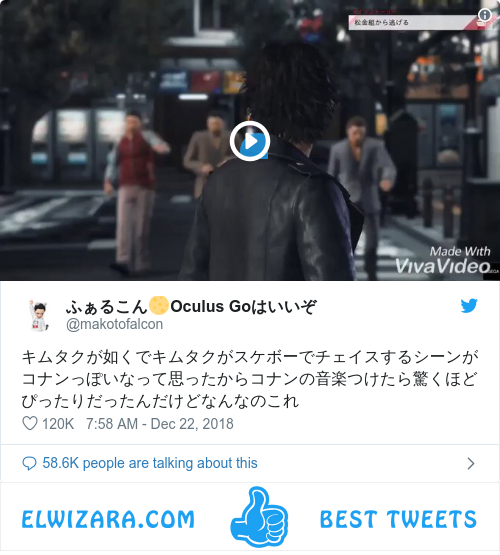 松金組から逃げる
Made With
VivaVideo
SEGA
ふぁるこん🌕Oculus Goはいいぞ
@makotofalcon
キムタクが如くでキムタクがスケボーでチェイスするシーンが
コナンっぽいなって思ったからコナンの音楽つけたら驚くほど
ぴったりだったんだけどなんなのこれ
120K 7:58 AM - Dec 22, 2018
58.6K people are talking about this
ELWIZARA.COM
BEST TWEETS